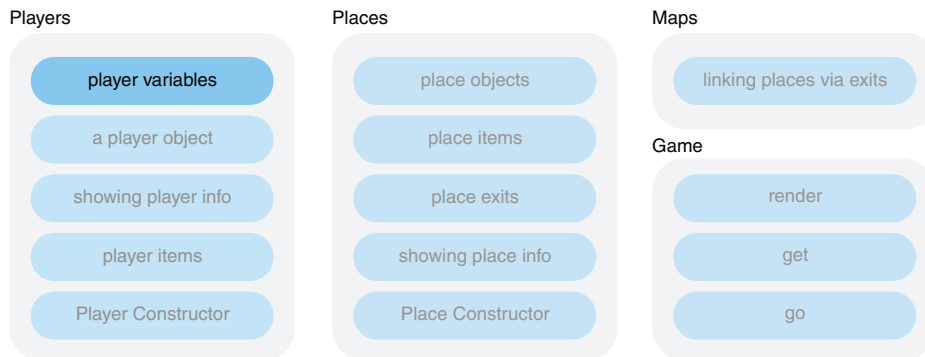 Players
player variables
a player object
showing player info
player items
Player Constructor
Places
place objects
place items
place exits
showing place info
Place Constructor
Maps
linking places via exits
Game
render
get
go